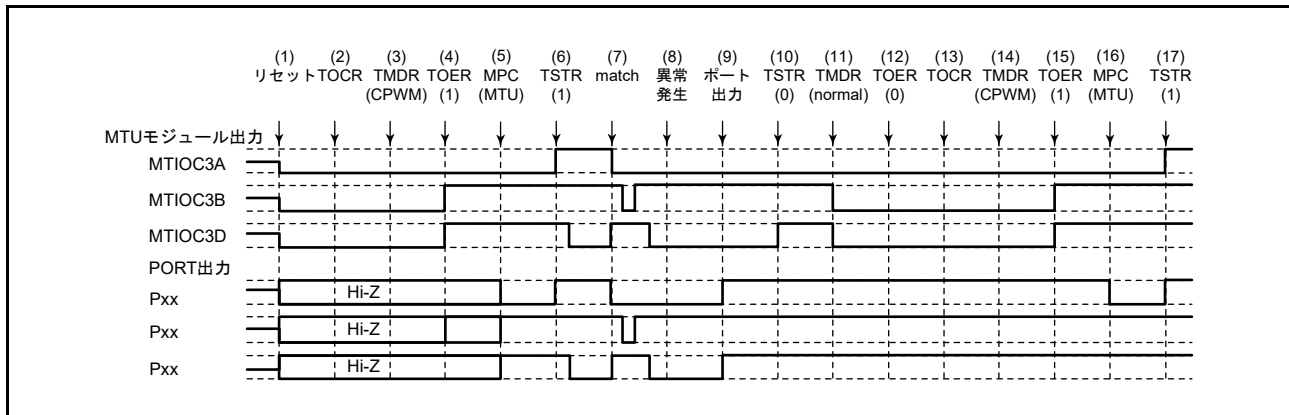 (1) (2) (3) (4) (5) (6) (7) (8) (9) (10) (11) (12) (13) (14) (15) (16) (17)
リセット TOCR TMDR TOER MPC TSTR match 異常 ポート TSTR TMDR TOER TOCR TMDR TOER MPC TSTR
(CPWM) (1) (MTU) (1) 発生 出力 (0) (normal) (0) (CPWM) (1) (MTU) (1)
MTUモジュール出力
MTIOC3A
MTIOC3B
MTIOC3D
PORT出力
Pxx Hi-Z
Pxx Hi-Z
Pxx Hi-Z